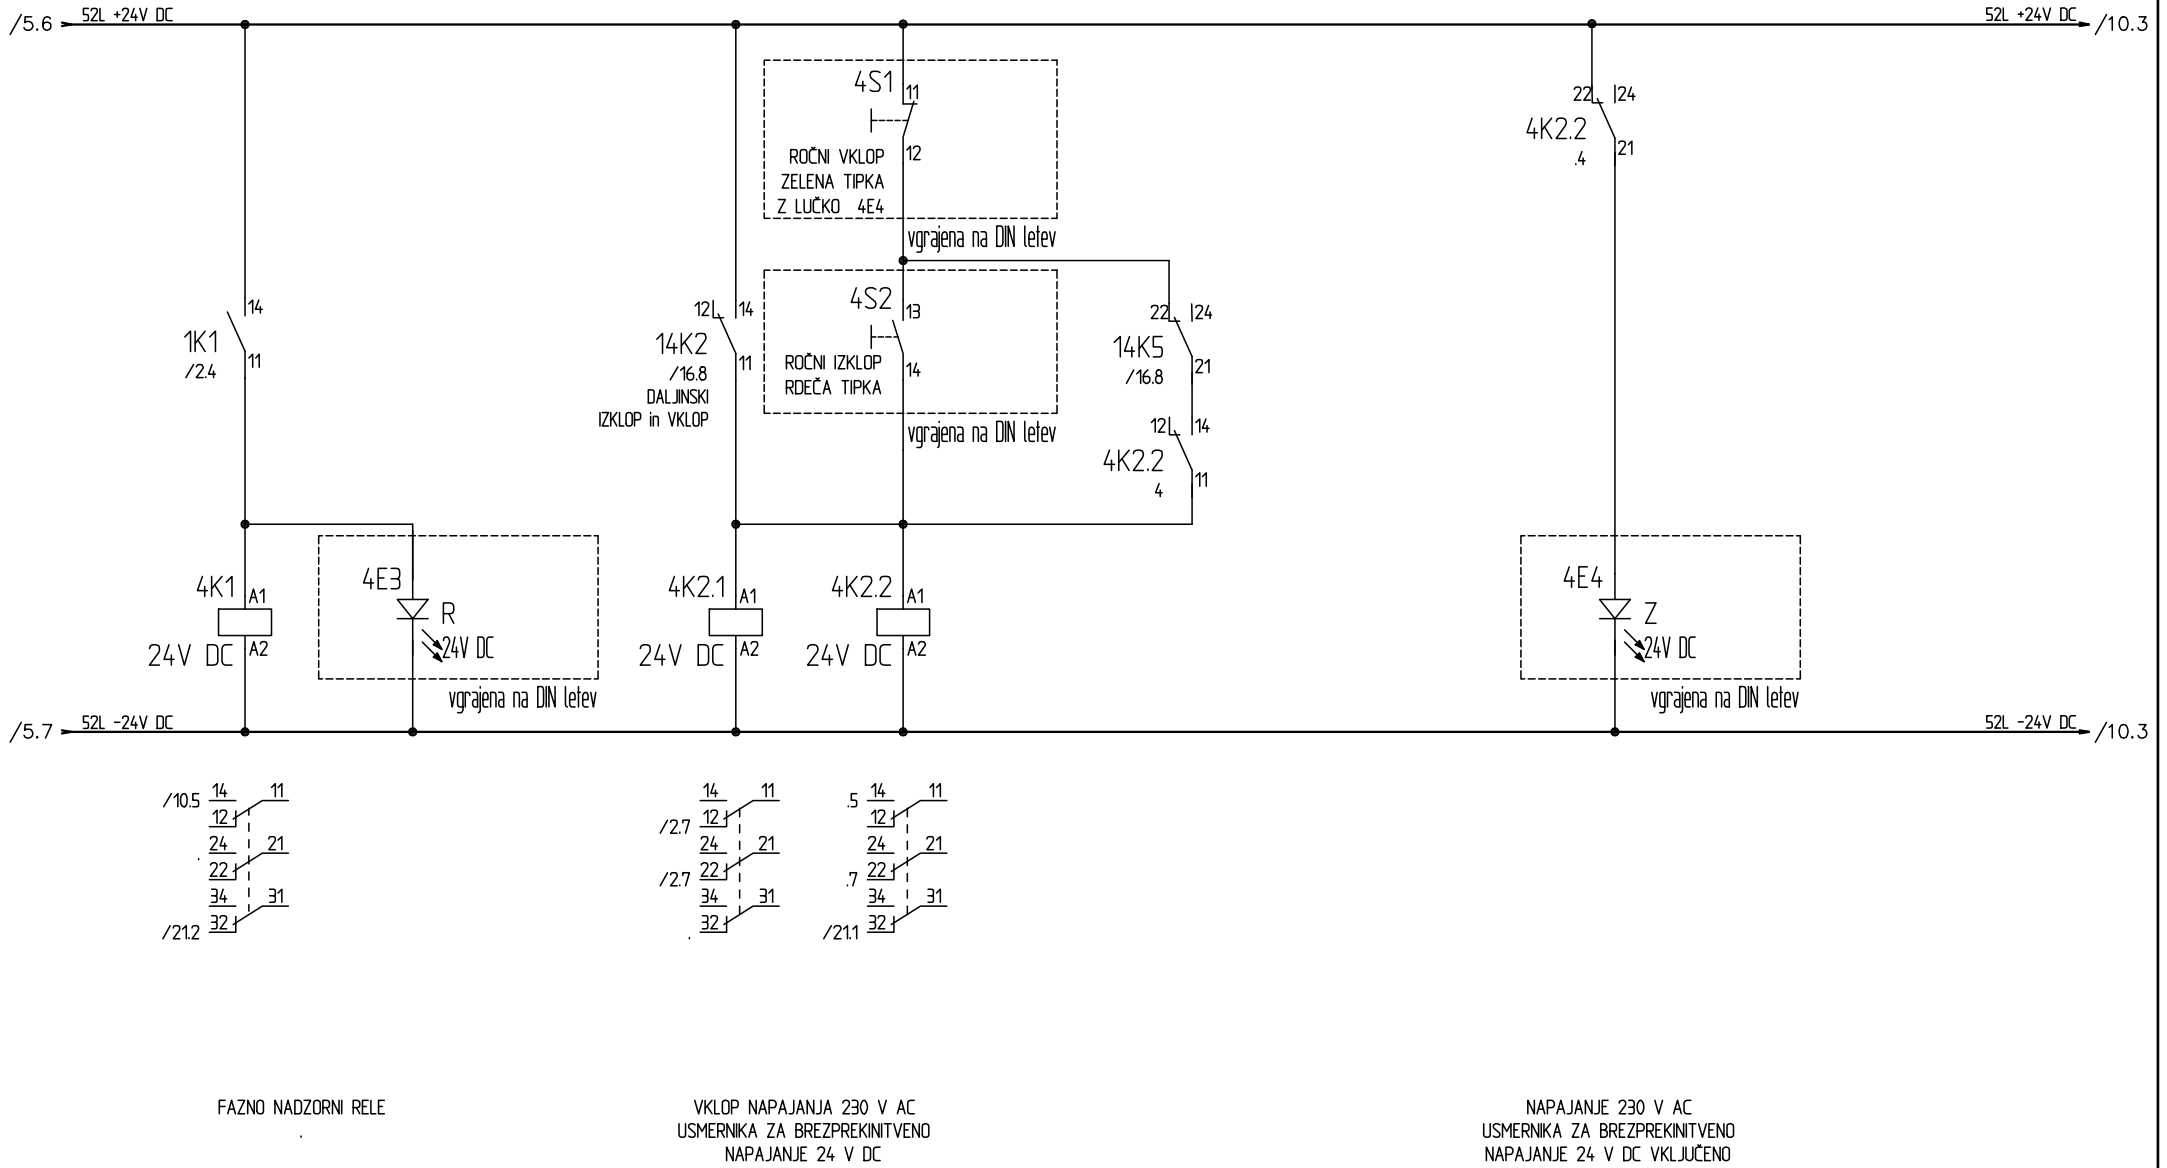 /5.6 52L +24V DC 52L +24V DC /10.3
4S1 11
12
ROČNI VKLOP
ZELENA TIPKA
Z LUČKO 4E4
vgrajena na DIN letev
22 24
4K2.2
.4 21
14
1K1
/2.4 11
12 14
14K2
/16.8 11
DALJINSKI
IZKLOP in VKLOP
4S2 13
ROČNI IZKLOP 14
RDEČA TIPKA
vgrajena na DIN letev
22 24
14K5
/16.8 21
12 14
4K2.2
4 11
4K1 A1
24V DC A2
4E3
R
24V DC
vgrajena na DIN letev
4K2.1 A1
24V DC A2
4K2.2 A1
24V DC A2
4E4
Z
24V DC
vgrajena na DIN letev
/5.7 52L -24V DC 52L -24V DC /10.3
/10.5 14 11
12
. 24 21
22
34 31
/21.2 32
14 11
/2.7 12
24 21
/2.7 22
34 31
. 32
.5 14 11
12
24 21
.7 22
34 31
/21.1 32
FAZNO NADZORNI RELE
.
VKLOP NAPAJANJA 230 V AC
USMERNIKA ZA BREZPREKINITVENO
NAPAJANJE 24 V DC
NAPAJANJE 230 V AC
USMERNIKA ZA BREZPREKINITVENO
NAPAJANJE 24 V DC VKLJUČENO